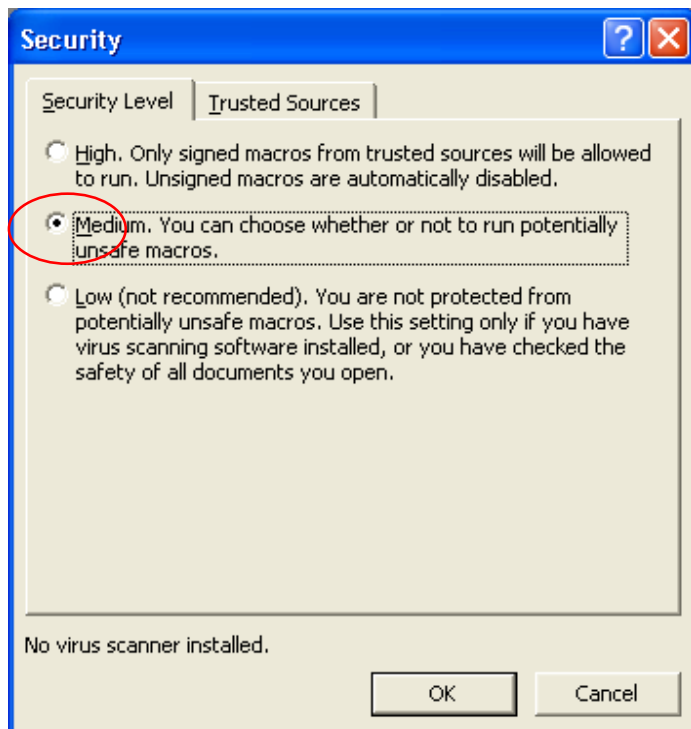 Security
Security Level
Trusted Sources
High. Only signed macros from trusted sources will be allowed
to run. Unsigned macros are automatically disabled.
Medium. You can choose whether or not to run potentially
unsafe macros.
Low (not recommended). You are not protected from
potentially unsafe macros. Use this setting only if you have
virus scanning software installed, or you have checked the
safety of all documents you open.
No virus scanner installed.
OK
Cancel